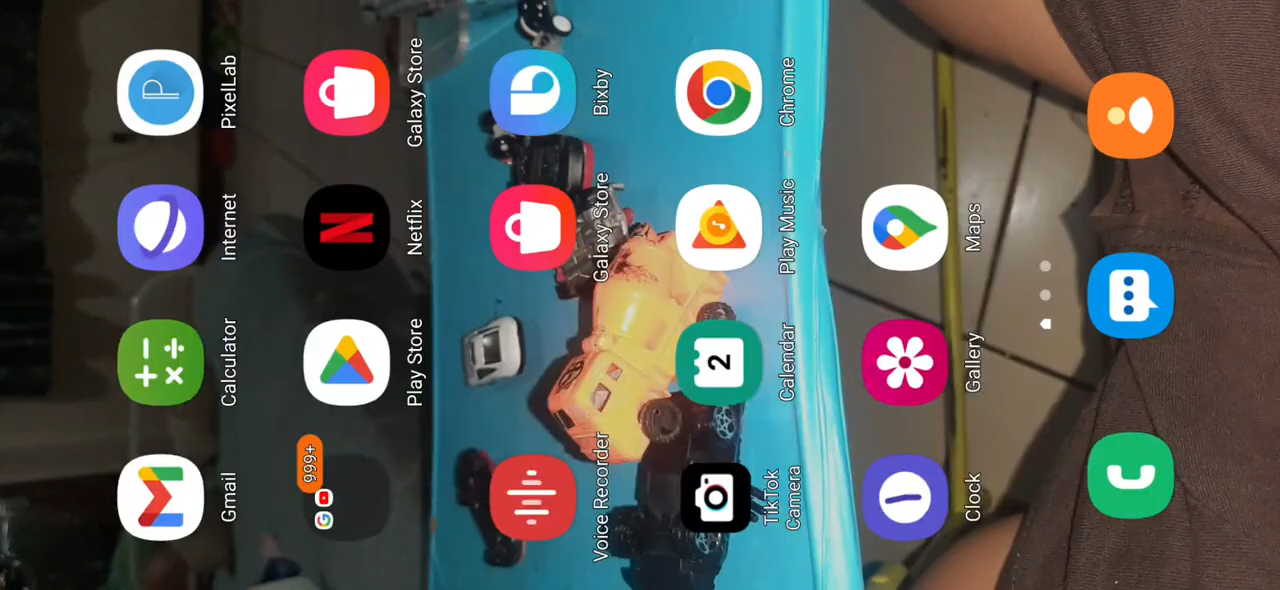 Gmail
Calculator
Internet
PixelLab
999+
Play Store
Netflix
Galaxy Store
Voice Recorder
Galaxy Store
Bixby
TikTok
Camera
2
Calendar
Play Music
Chrome
Clock
Gallery
Maps